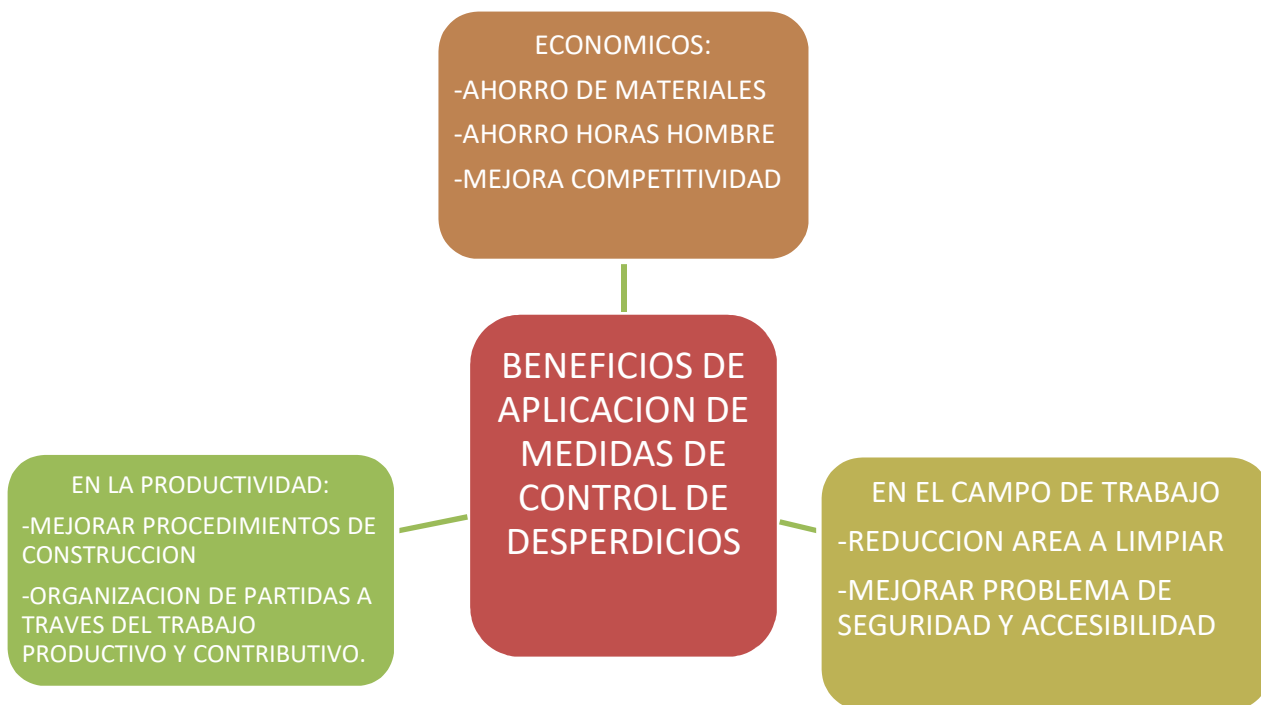 ECONOMICOS:
-AHORRO DE MATERIALES
-AHORRO HORAS HOMBRE
-MEJORA COMPETITIVIDAD
BENEFICIOS DE
APLICACION DE
MEDIDAS DE
CONTROL DE
DESPERDICIOS
EN LA PRODUCTIVIDAD:
-MEJORAR PROCEDIMIENTOS DE
CONSTRUCCION
-ORGANIZACION DE PARTIDAS A
TRAVES DEL TRABAJO
PRODUCTIVO Y CONTRIBUTIVO.
EN EL CAMPO DE TRABAJO
-REDUCCION AREA A LIMPIAR
-MEJORAR PROBLEMA DE
SEGURIDAD Y ACCESIBILIDAD